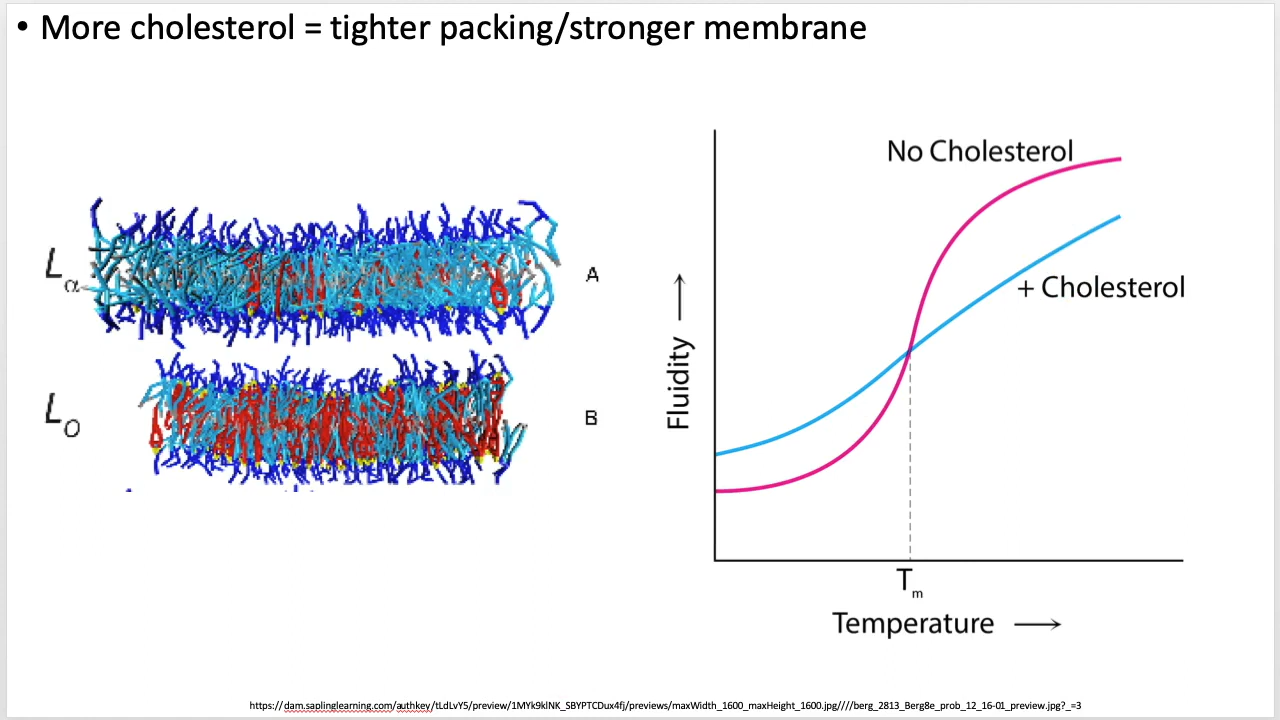 • More cholesterol = tighter packing/stronger membrane
No Cholesterol
+ Cholesterol
Lα
A
LO
B
Fluidity →
Tm
Temperature →
https://dam.saplinglearning.com/authkey/tLdLvY5/preview/1MYk9kINK_SBYPTCDux4fj/previews/maxWidth_1600_maxHeight_1600.jpg////berg_2813_Berg8e_prob_12_16-01_preview.jpg?_=3